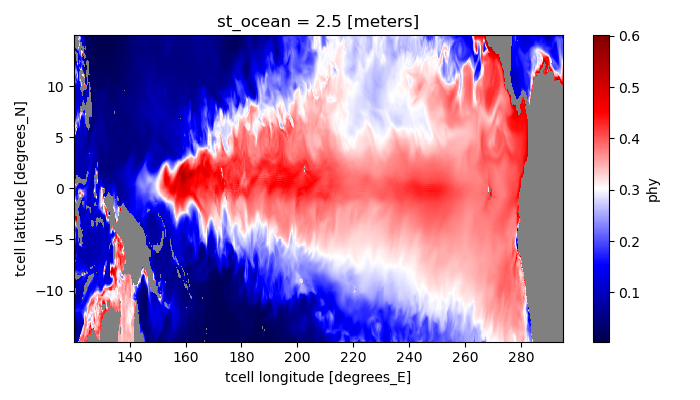 st_ocean = 2.5 [meters]
tcell latitude [degrees_N]
10
5
0
−5
−10
140 160 180 200 220 240 260 280
tcell longitude [degrees_E]
0.6
0.5
0.4
0.3
0.2
0.1
phy